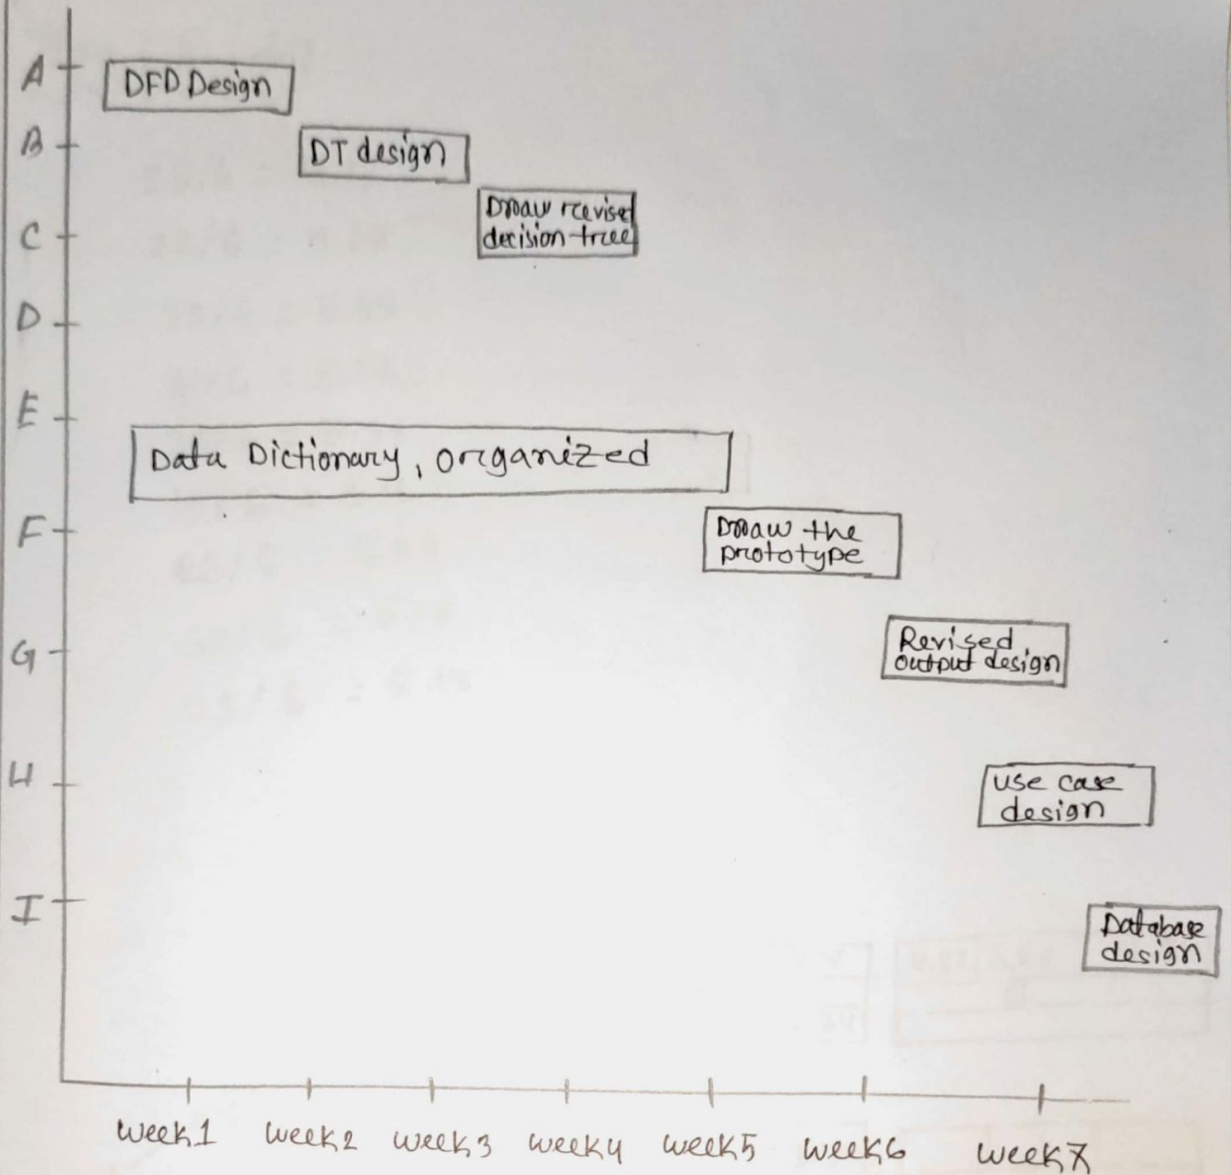 A
DFD Design
B
DT design
C
Draw revised
decision tree
D
E
Data Dictionary, organized
F
Draw the
prototype
G
Revised
output design
H
use case
design
I
Database
design
week1 week2 week3 week4 week5 week6 week7